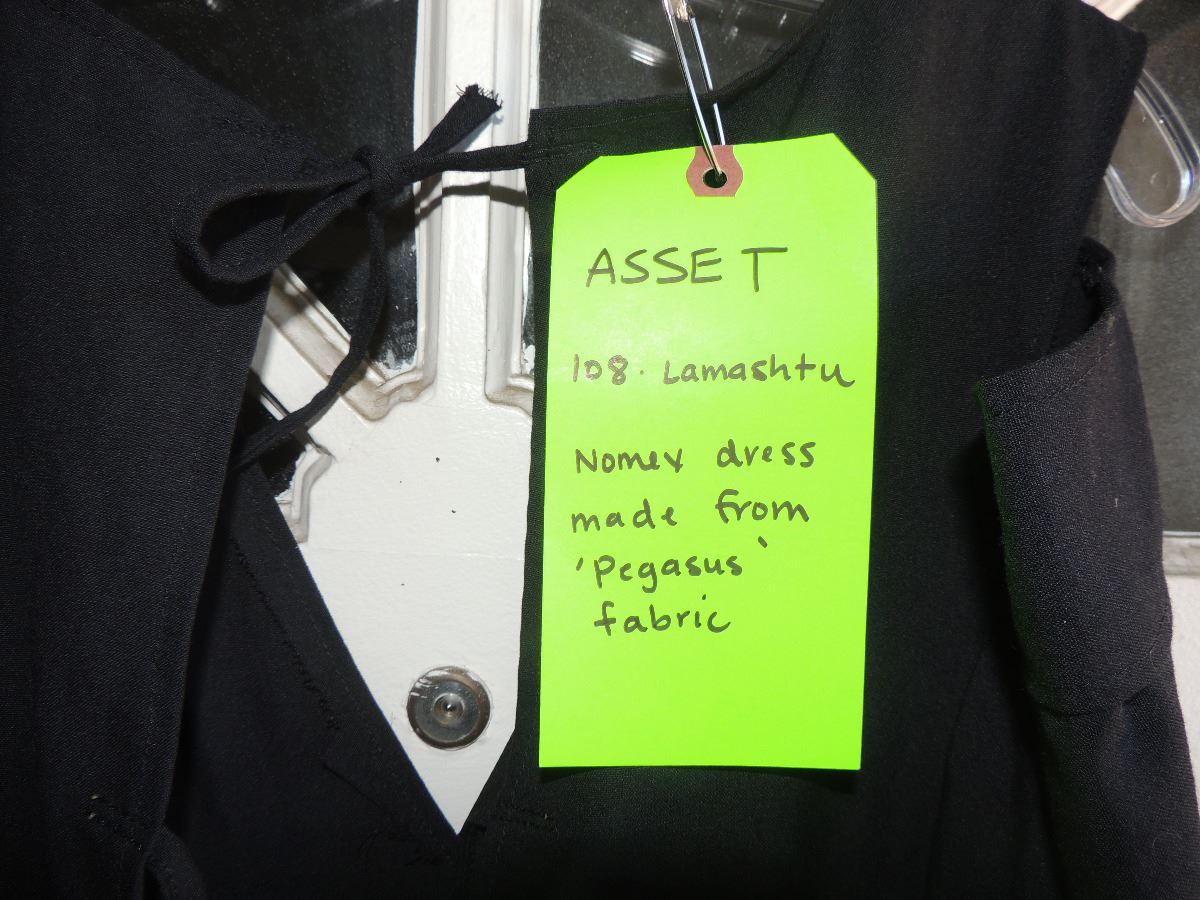 ASSET
108. Lamashtu
Nomex dress
made from
'Pegasus'
fabric